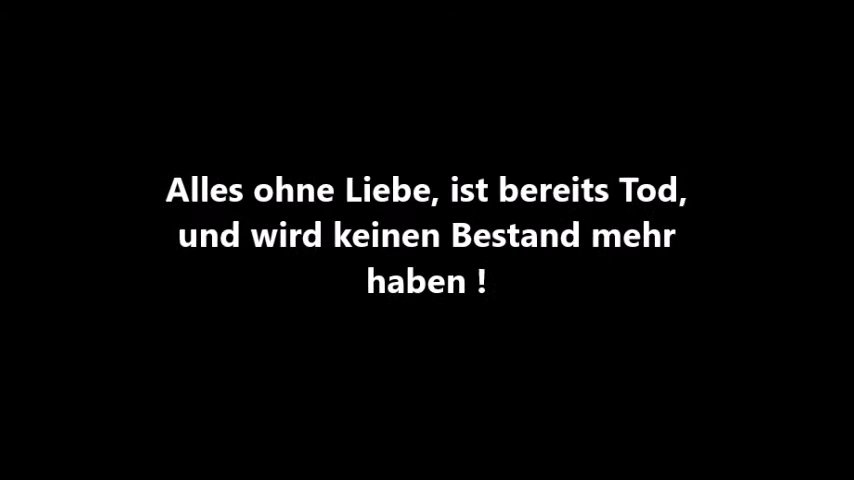 Alles ohne Liebe, ist bereits Tod,
und wird keinen Bestand mehr
haben !